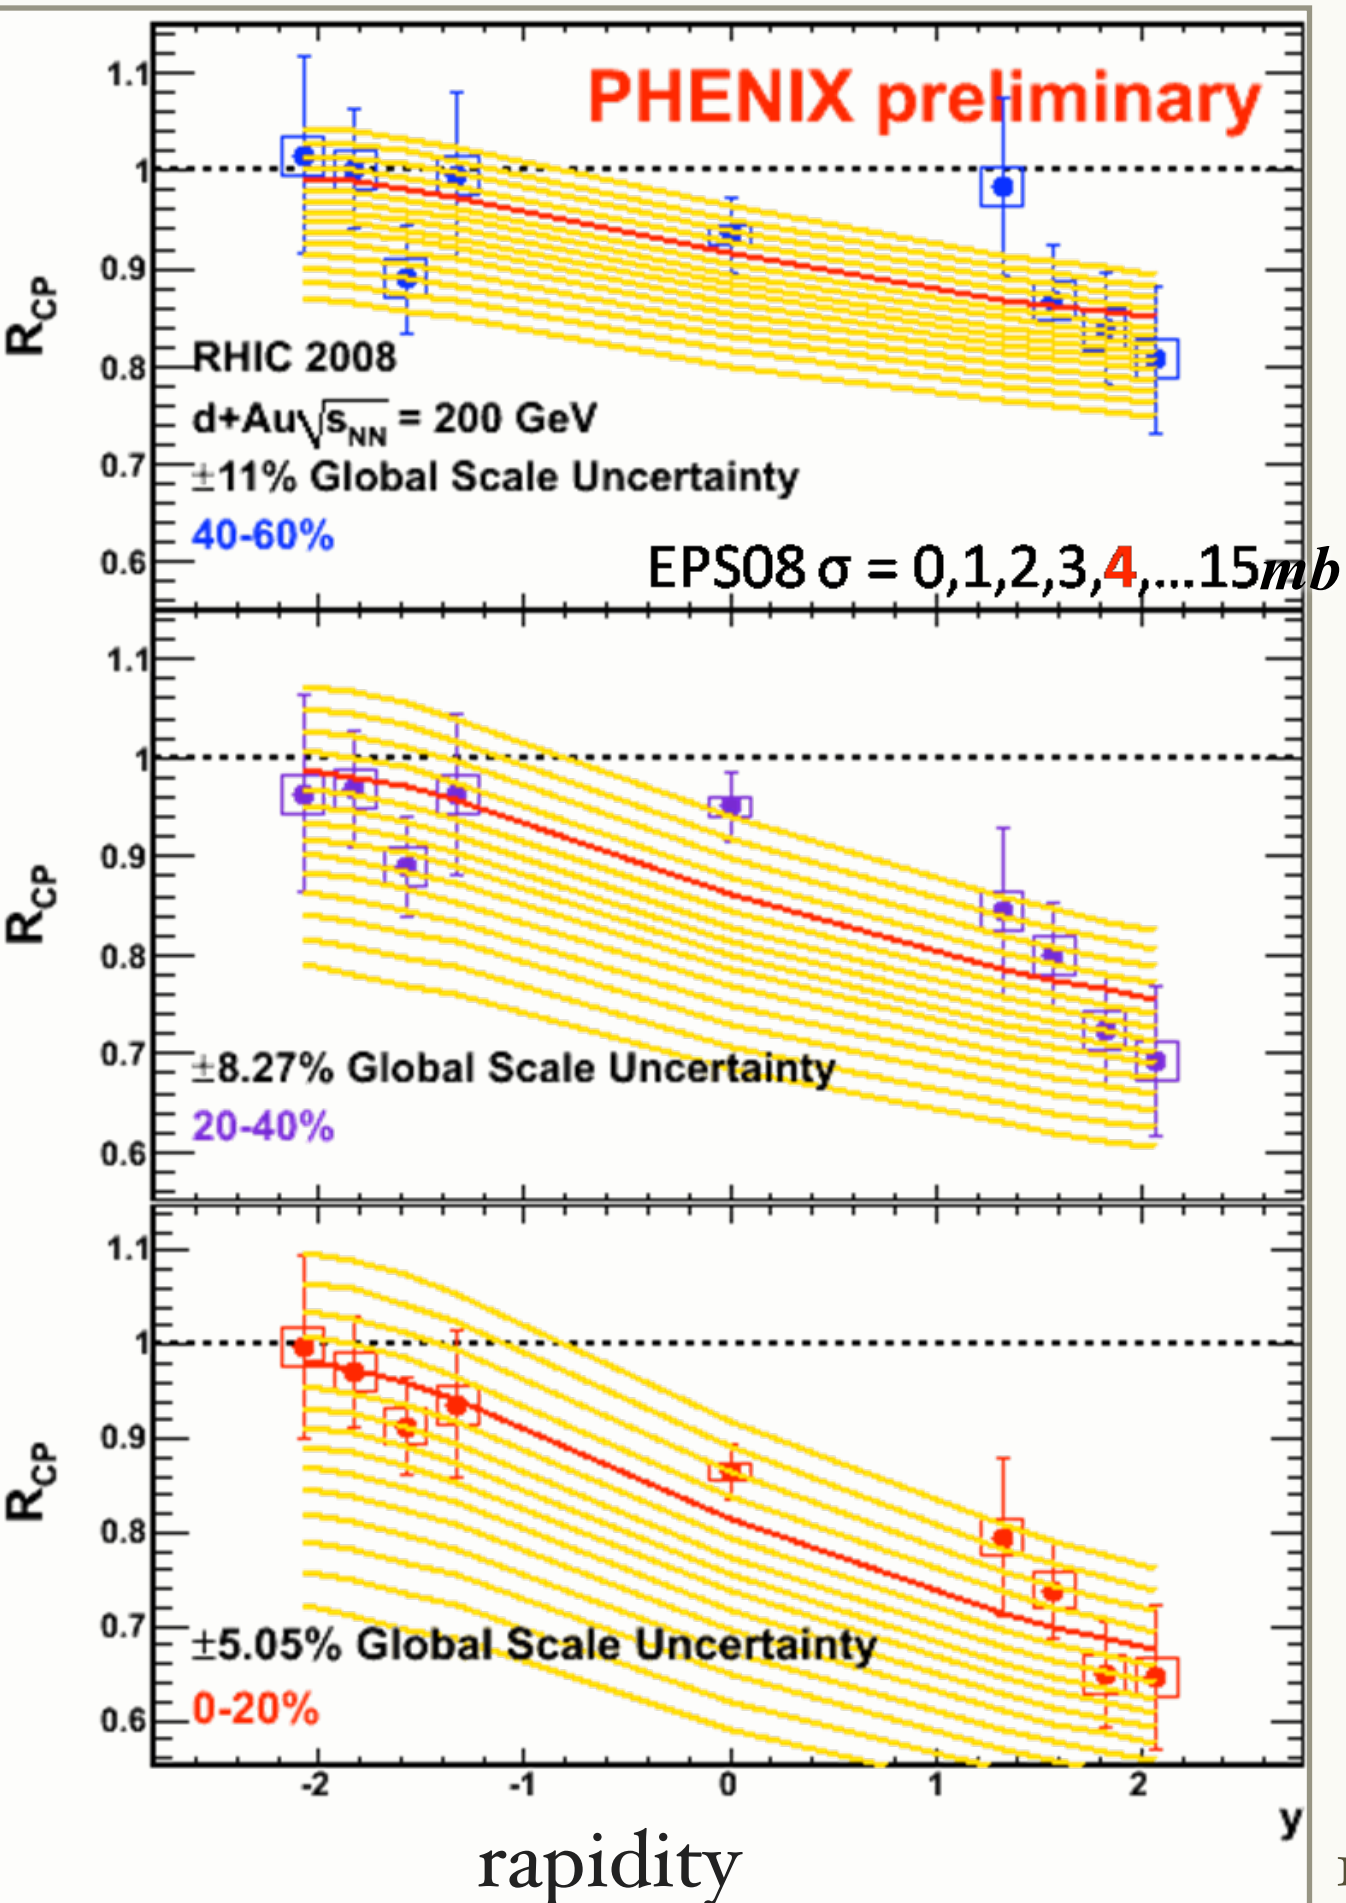 PHENIX preliminary
1.1
1
0.9
0.8
0.7
0.6
R_CP
RHIC 2008
d+Au√s_NN = 200 GeV
±11% Global Scale Uncertainty
40-60%
EPS08 σ = 0,1,2,3,4,...15mb
1.1
1
0.9
0.8
0.7
0.6
R_CP
±8.27% Global Scale Uncertainty
20-40%
1.1
1
0.9
0.8
0.7
0.6
R_CP
±5.05% Global Scale Uncertainty
0-20%
-2 -1 0 1 2
y
rapidity